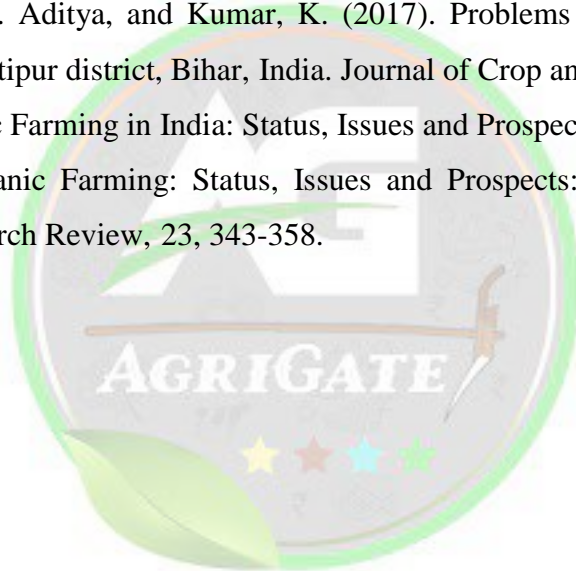 . Aditya, and Kumar, K. (2017). Problems
tipur district, Bihar, India. Journal of Crop an
c Farming in India: Status, Issues and Prospec
anic Farming: Status, Issues and Prospects:
rch Review, 23, 343-358.
AG
AGRIGATE